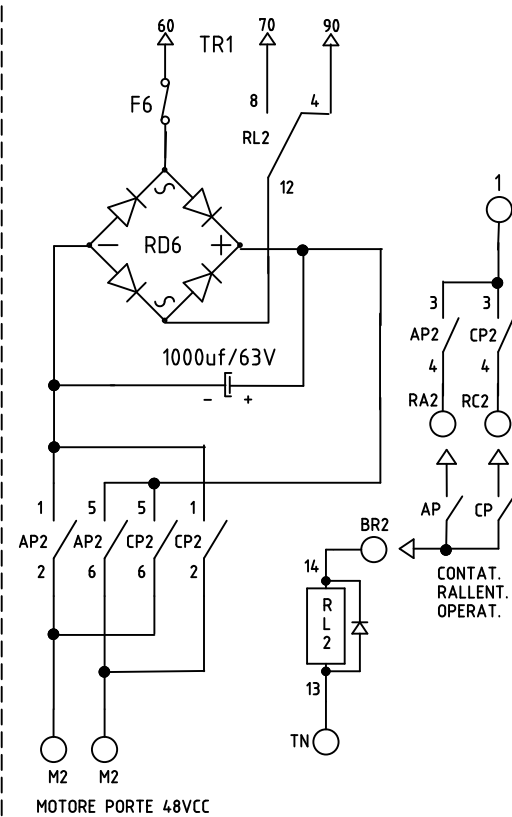 60 70 90
TR1
F6
8 4
RL2
12
1
RD6
− +
3 3
AP2 CP2
4 4
1000uf/63V
- +
RA2 RC2
1 5 5 1
AP2 AP2 CP2 CP2
2 6 6 2
AP CP
BR2
14
CONTAT.
RALLENT.
OPERAT.
R
L
2
13
TN
M2 M2
MOTORE PORTE 48VCC